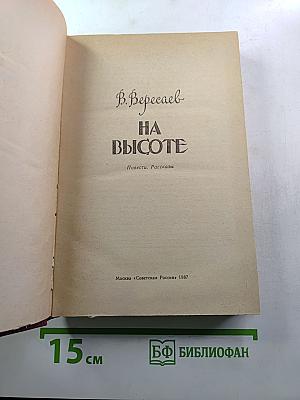 В. Вересаев
НА
ВЫСОТЕ
Повести. Рассказы
Москва «Советская Россия» 1987
15 см
БФ БИБЛИОФАН